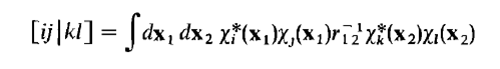 [ij|kl] = ∫ dx₁ dx₂ χᵢ*(x₁)χⱼ(x₁)r₁₂⁻¹χₖ*(x₂)χₗ(x₂)